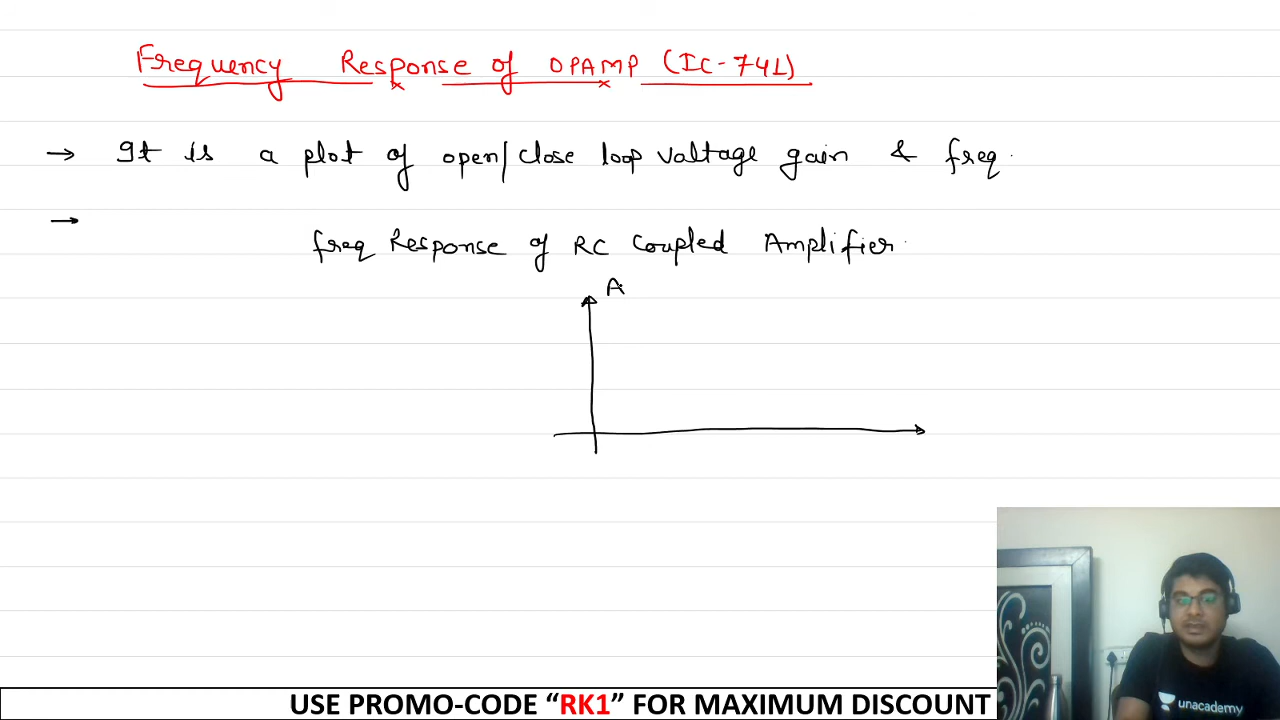 Frequency Response of OPAMP (IC-741)
→ It is a plot of open/close loop voltage gain & freq.
→
freq Response of RC Coupled Amplifier.
A
unacademy
USE PROMO-CODE “RK1” FOR MAXIMUM DISCOUNT